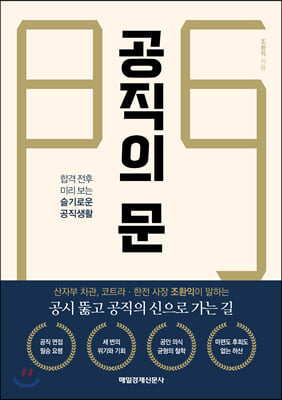 공직의 문
조환익 지음
합격 전후
미리 보는
슬기로운
공직생활
산자부 차관, 코트라·한전 사장 조환익이 말하는
공시 뚫고 공직의 신으로 가는 길
공직 면접
필승 요령
세 번의
위기와 기회
공인 의식
균형의 철학
미련도 후회도
없는 하산
매일경제신문사